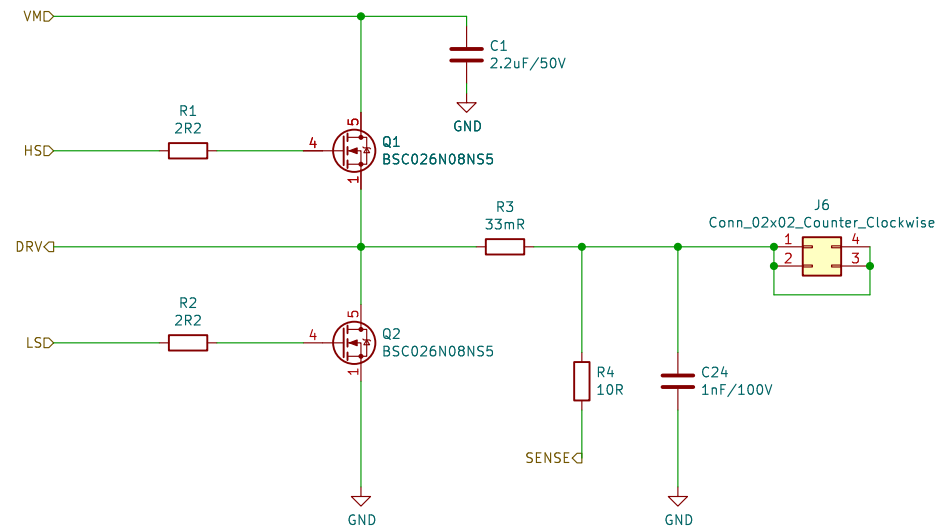 VM
C1
2.2uF/50V
GND
R1
2R2
HS
4
5
1
Q1
BSC026N08NS5
DRV
R3
33mR
J6
Conn_02x02_Counter_Clockwise
1
4
2
3
R2
2R2
LS
4
5
1
Q2
BSC026N08NS5
R4
10R
C24
1nF/100V
SENSE
GND
GND